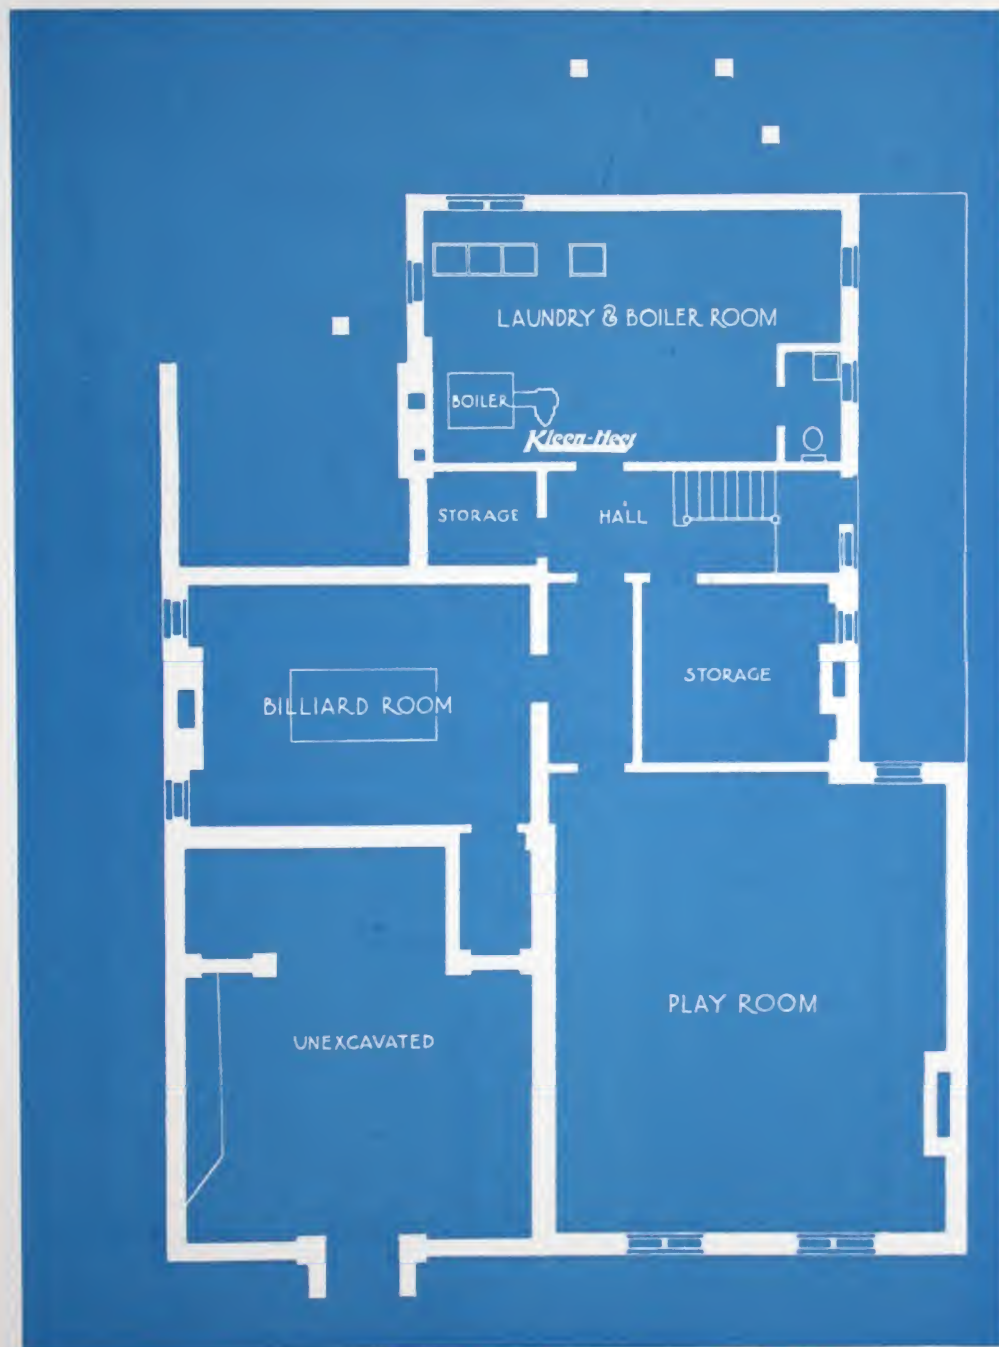 LAUNDRY & BOILER ROOM
BOILER
Kleen-Heet
STORAGE
HALL
STORAGE
BILLIARD ROOM
PLAY ROOM
UNEXCAVATED